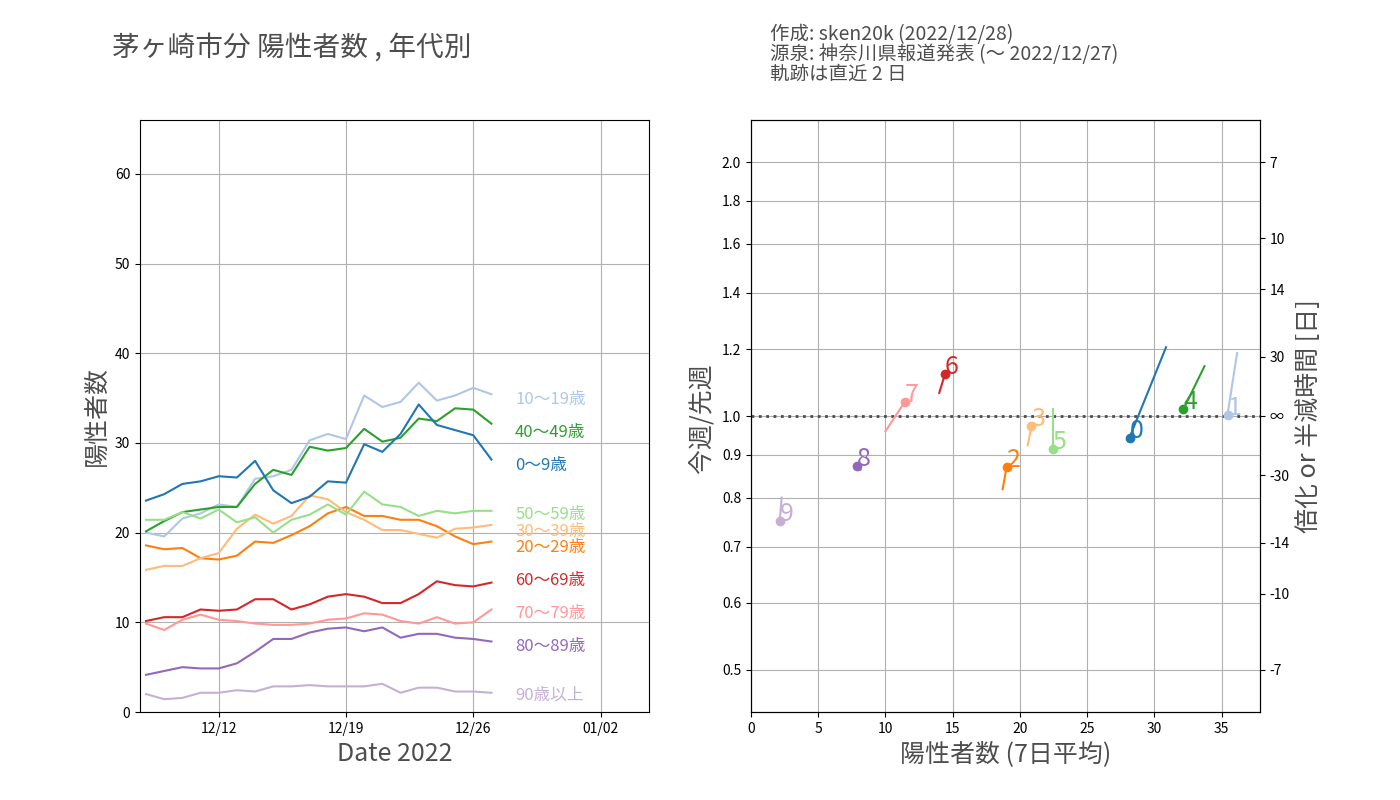 茅ヶ崎市分 陽性者数 , 年代別
作成: sken20k (2022/12/28)
源泉: 神奈川県報道発表 (〜 2022/12/27)
軌跡は直近 2 日
陽性者数
60
50
40
30
20
10
0
12/12
12/19
12/26
01/02
Date 2022
10〜19歳
40〜49歳
0〜9歳
50〜59歳
30〜39歳
20〜29歳
60〜69歳
70〜79歳
80〜89歳
90歳以上
今週/先週
2.0
1.8
1.6
1.4
1.2
1.0
0.9
0.8
0.7
0.6
0.5
0
5
10
15
20
25
30
35
陽性者数 (7日平均)
6
7
4
1
3
0
5
2
8
9
7
10
14
30
∞
-30
-14
-10
-7
倍化 or 半減時間 [日]